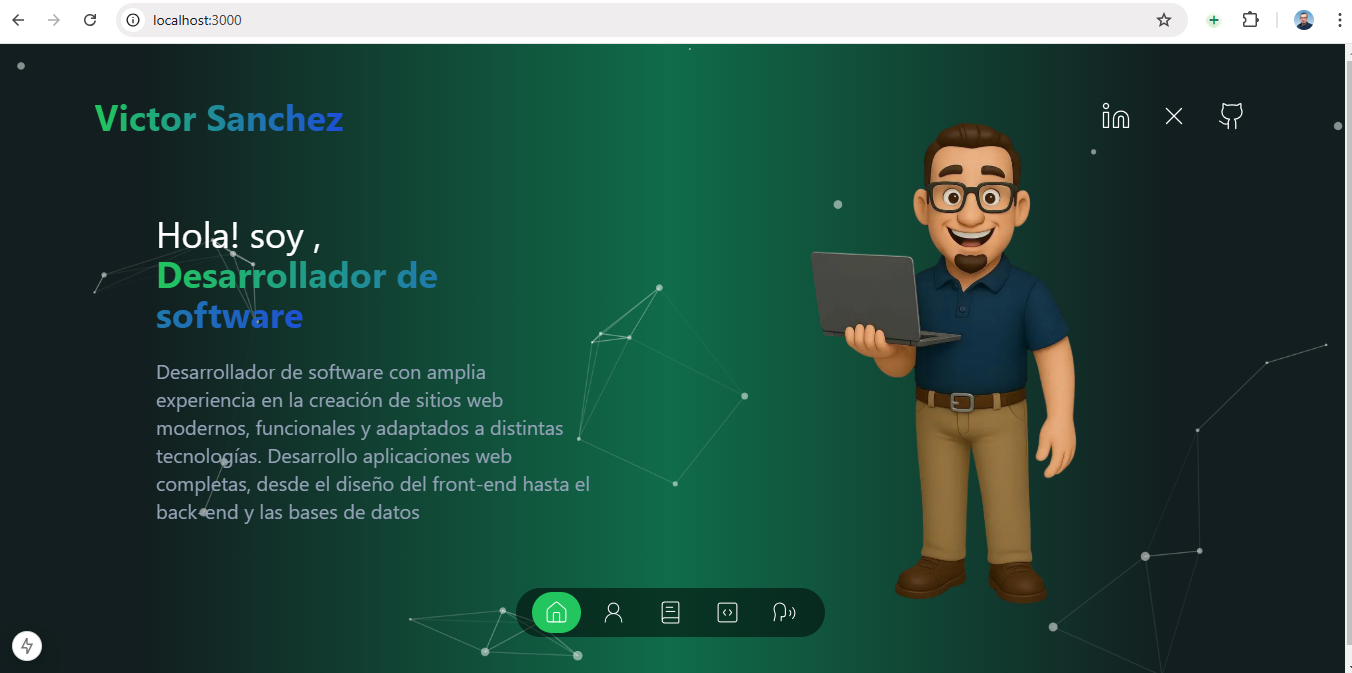 localhost:3000
Victor Sanchez
in
Hola! soy ,
Desarrollador de
software
Desarrollador de software con amplia
experiencia en la creación de sitios web
modernos, funcionales y adaptados a distintas
tecnologías. Desarrollo aplicaciones web
completas, desde el diseño del front-end hasta el
back-end y las bases de datos